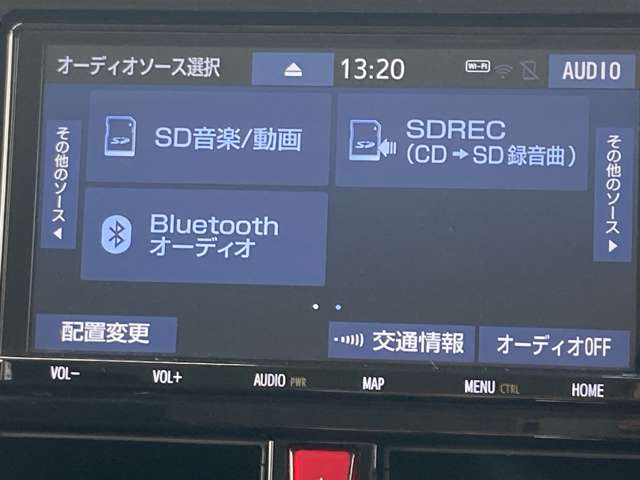 オーディオソース選択
13:20
Wi-Fi
AUDIO
その他のソース
SD
SD音楽/動画
SD
SDREC
(CD→SD録音曲)
その他のソース
Bluetooth
オーディオ
配置変更
交通情報
オーディオOFF
VOL-
VOL+
AUDIO PWR
MAP
MENU CTRL
HOME